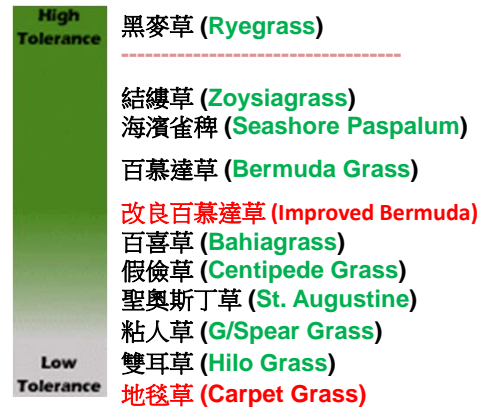 High
Tolerance
黑麥草 (Ryegrass)
-----------------------------------
結縷草 (Zoysiagrass)
海濱雀稗 (Seashore Paspalum)
百慕達草 (Bermuda Grass)
改良百慕達草 (Improved Bermuda)
百喜草 (Bahiagrass)
假儉草 (Centipede Grass)
聖奧斯丁草 (St. Augustine)
粘人草 (G/Spear Grass)
雙耳草 (Hilo Grass)
Low
Tolerance
地毯草 (Carpet Grass)